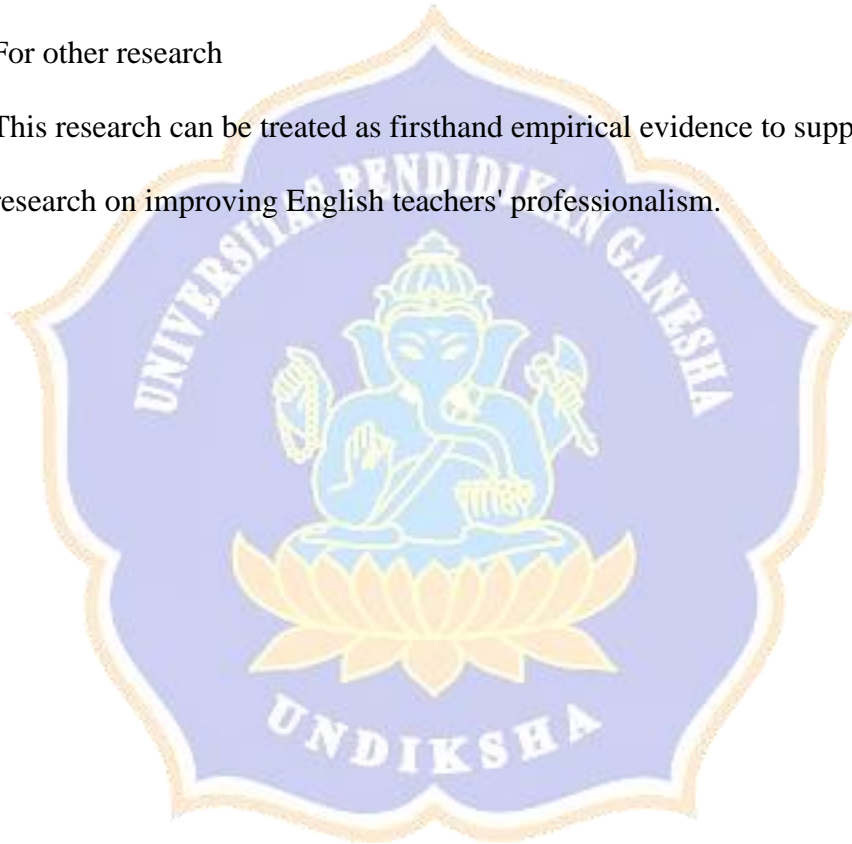 For other research
This research can be treated as firsthand empirical evidence to supp
research on improving English teachers' professionalism.
UNIVERSITAS PENDIDIKAN GANESHA
UNDIKSHA